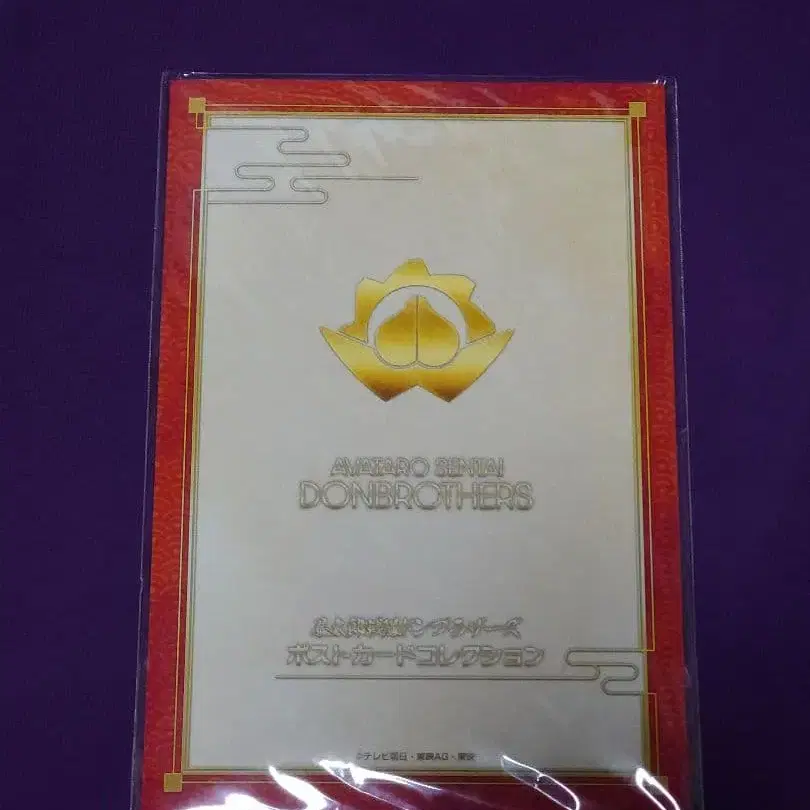 AVATARO SENTAI
DONBROTHERS
暴太郎戦隊ドンブラザーズ
ポストカードコレクション
©テレビ朝日・東映AG・東映